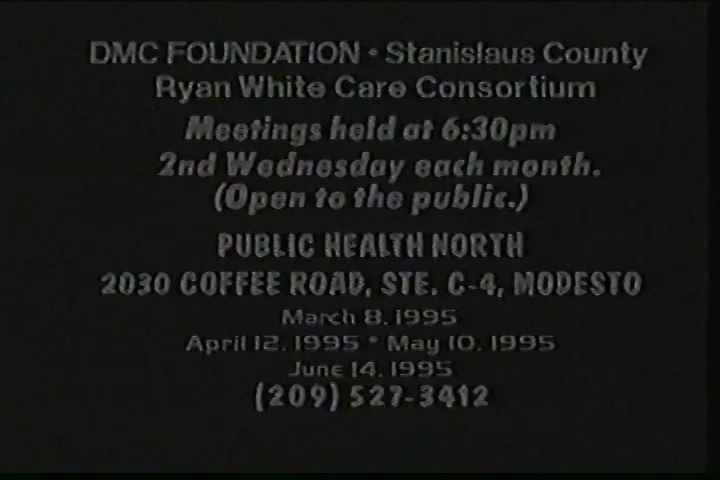 DMC FOUNDATION • Stanislaus County
Ryan White Care Consortium
Meetings held at 6:30pm
2nd Wednesday each month.
(Open to the public.)
PUBLIC HEALTH NORTH
2030 COFFEE ROAD, STE. C-4, MODESTO
March 8, 1995
April 12, 1995 • May 10, 1995
June 14, 1995
(209) 527-3412